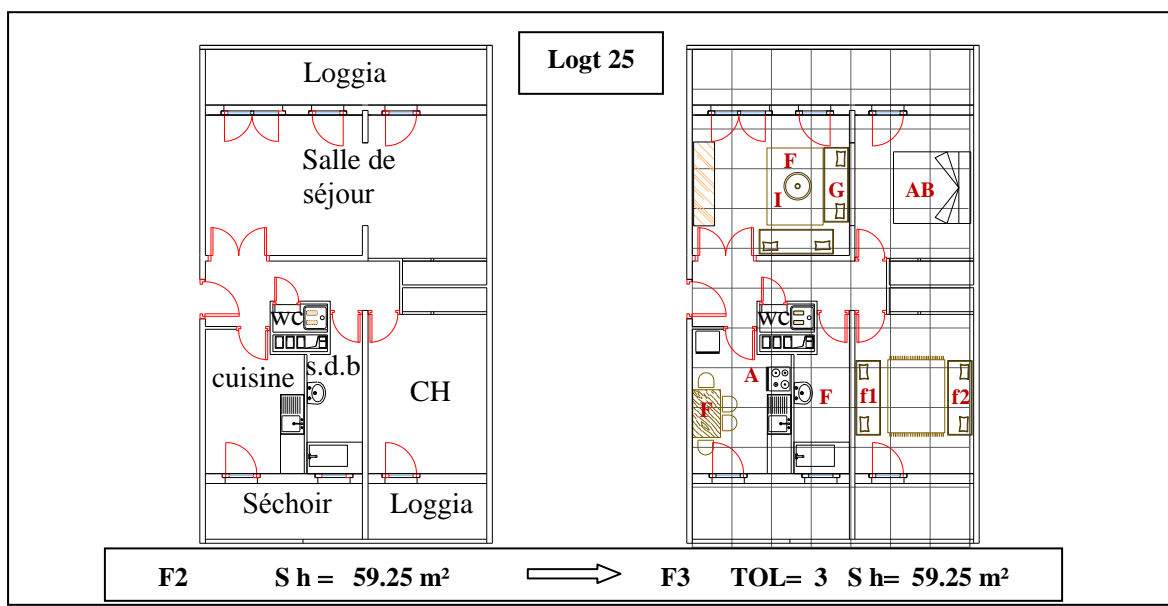 Logt 25
Loggia
Salle de
séjour
wc
cuisine
s.d.b
CH
Séchoir
Loggia
F
I
G
AB
wc
A
F
F
f1
f2
F2 S h = 59.25 m² F3 TOL= 3 S h= 59.25 m²